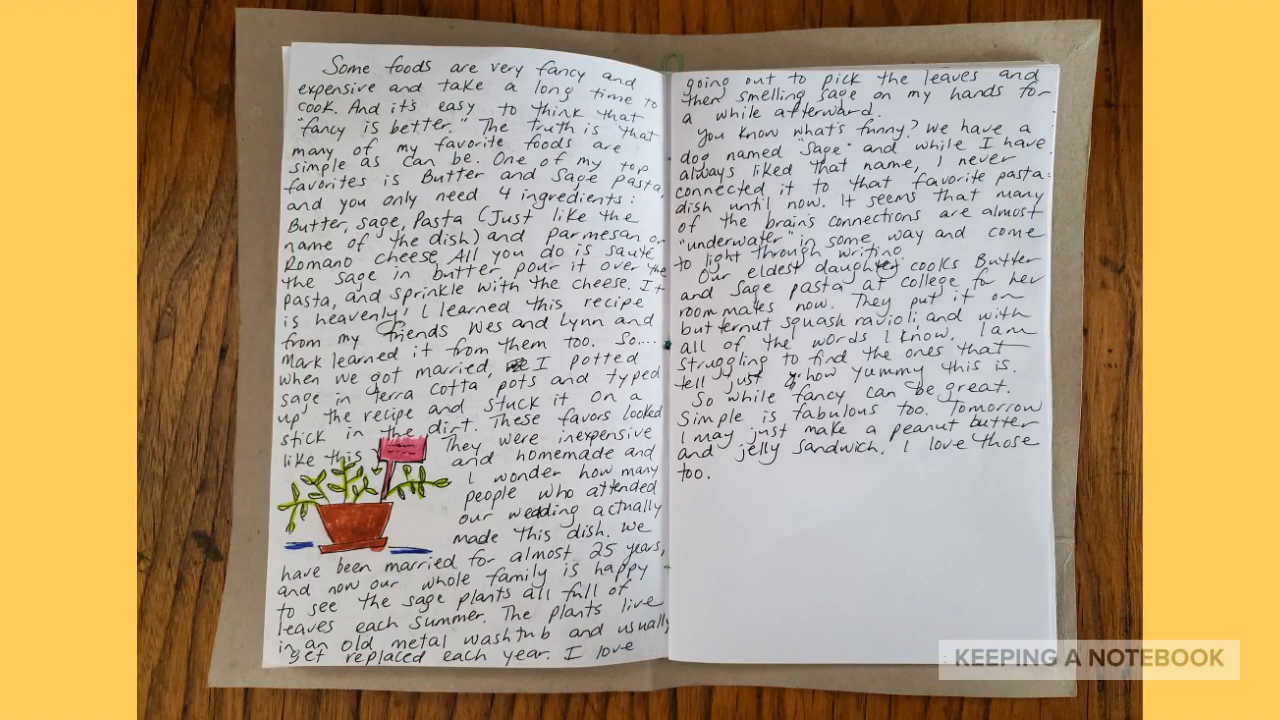 Some foods are very fancy and
expensive and take a long time to
cook. And it's easy to think that
"fancy is better." The truth is that
many of my favorite foods are
simple as can be. One of my top
favorites is Butter and Sage pasta,
and you only need 4 ingredients:
Butter, sage, Pasta (Just like the
name of the dish) and parmesan or
Romano cheese. All you do is sauté
the sage in butter, pour it over the
pasta, and sprinkle with the cheese. It
is heavenly! I learned this recipe
from my friends Wes and Lynn and
Mark learned it from them too. So....
when we got married, I potted
sage in terra cotta pots and typed
up the recipe and stuck it on a
stick in the dirt. These favors looked
like this
They were inexpensive
and homemade and
I wonder how many
people who attended
our wedding actually
made this dish. We
have been married for almost 25 years,
and now our whole family is happy
to see the sage plants all full of
leaves each summer. The plants live
in an old metal washtub and usually
get replaced each year. I love
going out to pick the leaves and
then smelling sage on my hands for
a while afterward.
You know what's funny? We have a
dog named "Sage" and while I have
always liked that name, I never
connected it to that favorite pasta
dish until now. It seems that many
of the brain's connections are almost
"underwater" in some way and come
to light through writing.
Our eldest daughter cooks Butter
and Sage pasta at college for her
roommates now. They put it on
butternut squash ravioli, and with
all of the words I know, I am
struggling to find the ones that
tell just how yummy this is.
So while fancy can be great.
Simple is fabulous too. Tomorrow
I may just make a peanut butter
and jelly sandwich. I love those
too.
KEEPING A NOTEBOOK